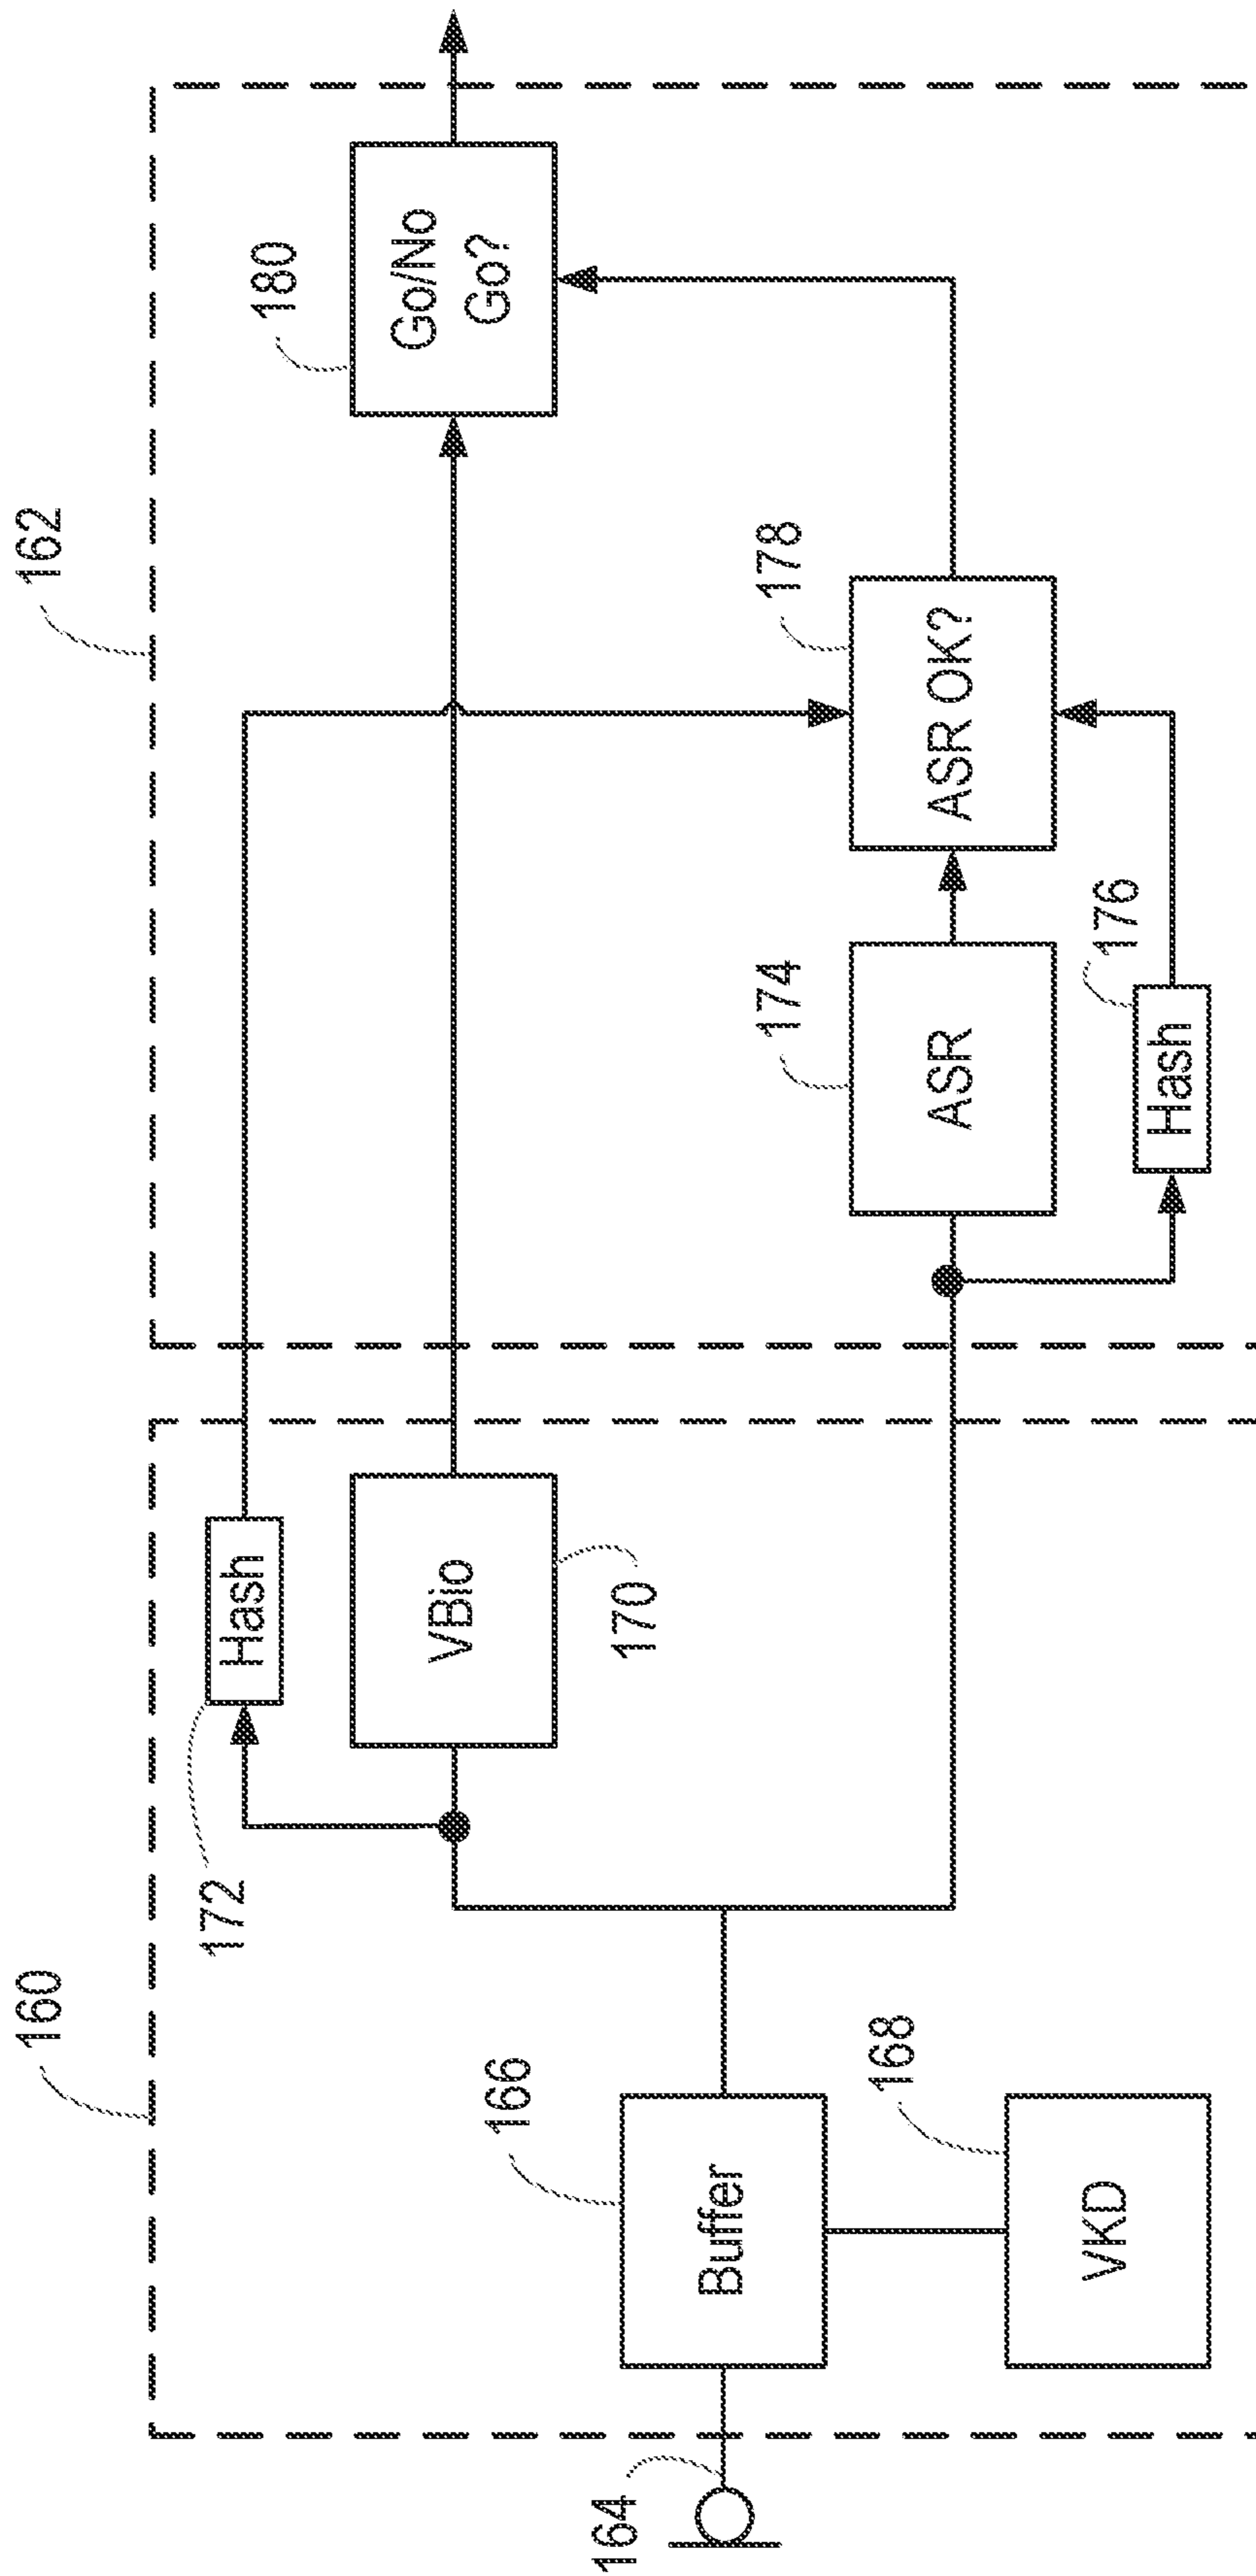 160
162
164
166
Buffer
168
VKD
172
Hash
VBio
170
174
ASR
176
Hash
178
ASR OK?
180
Go/No
Go?